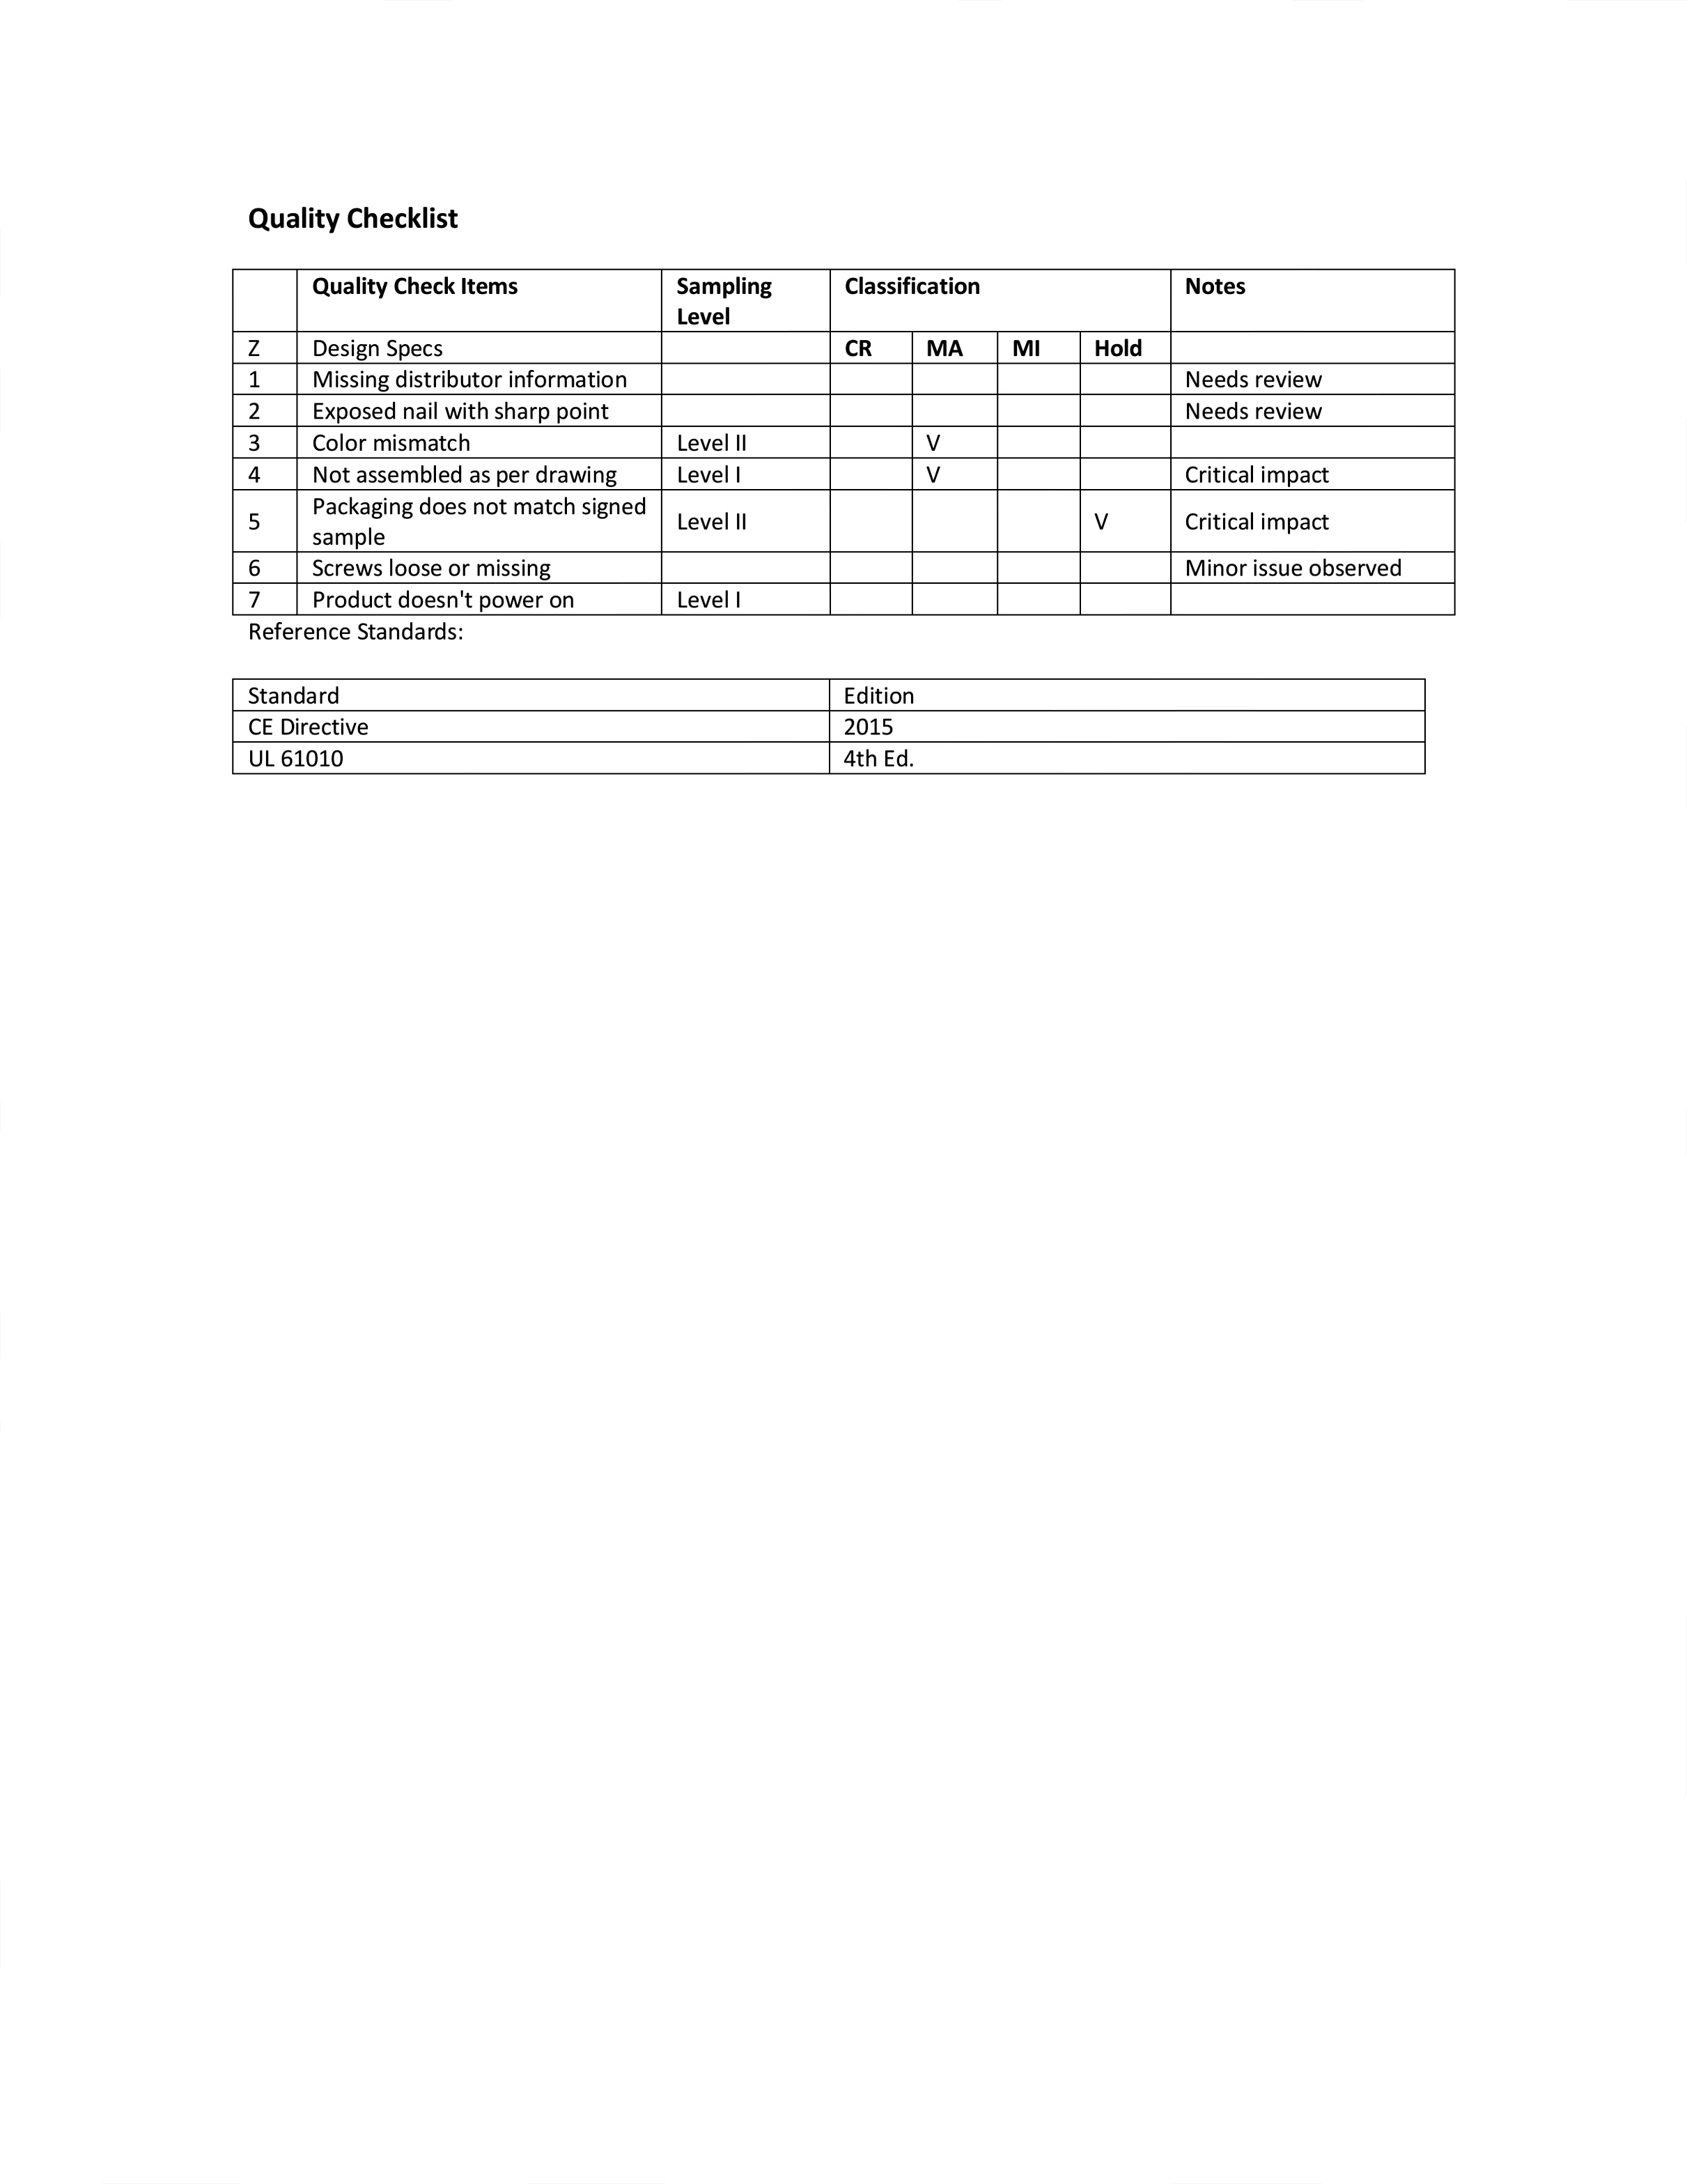 Quality Checklist
Quality Check Items Sampling Level Classification Notes
Z Design Specs CR MA MI Hold
1 Missing distributor information Needs review
2 Exposed nail with sharp point Needs review
3 Color mismatch Level II V
4 Not assembled as per drawing Level I V Critical impact
5 Packaging does not match signed sample Level II V Critical impact
6 Screws loose or missing Minor issue observed
7 Product doesn't power on Level I
Reference Standards:
Standard Edition
CE Directive 2015
UL 61010 4th Ed.